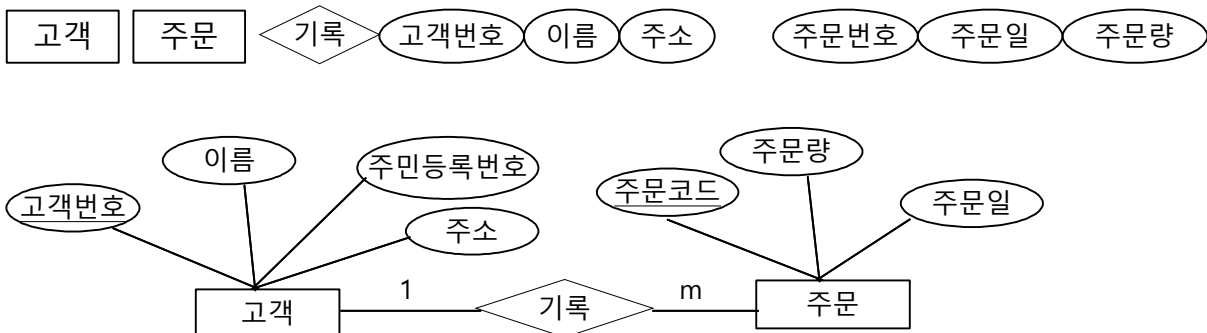 고객 주문 기록 고객번호 이름 주소 주문번호 주문일 주문량
이름 주민등록번호 주문량
고객번호 주문코드 주문일
주소
1 m
고객 기록 주문